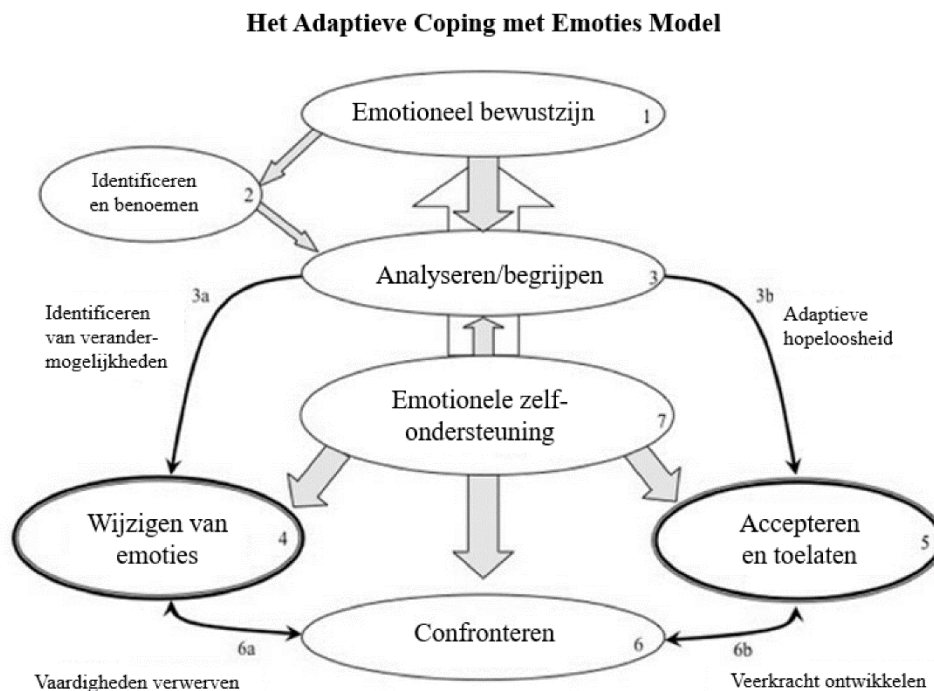 Het Adaptieve Coping met Emoties Model
Emotioneel bewustzijn
1
Identificeren
en benoemen
2
Analyseren/begrijpen
3
3a
3b
Identificeren
van verander-
mogelijkheden
Adaptieve
hopeloosheid
Emotionele zelf-
ondersteuning
7
Wijzigen van
emoties
4
Accepteren
en toelaten
5
Confronteren
6
6a
6b
Vaardigheden verwerven
Veerkracht ontwikkelen